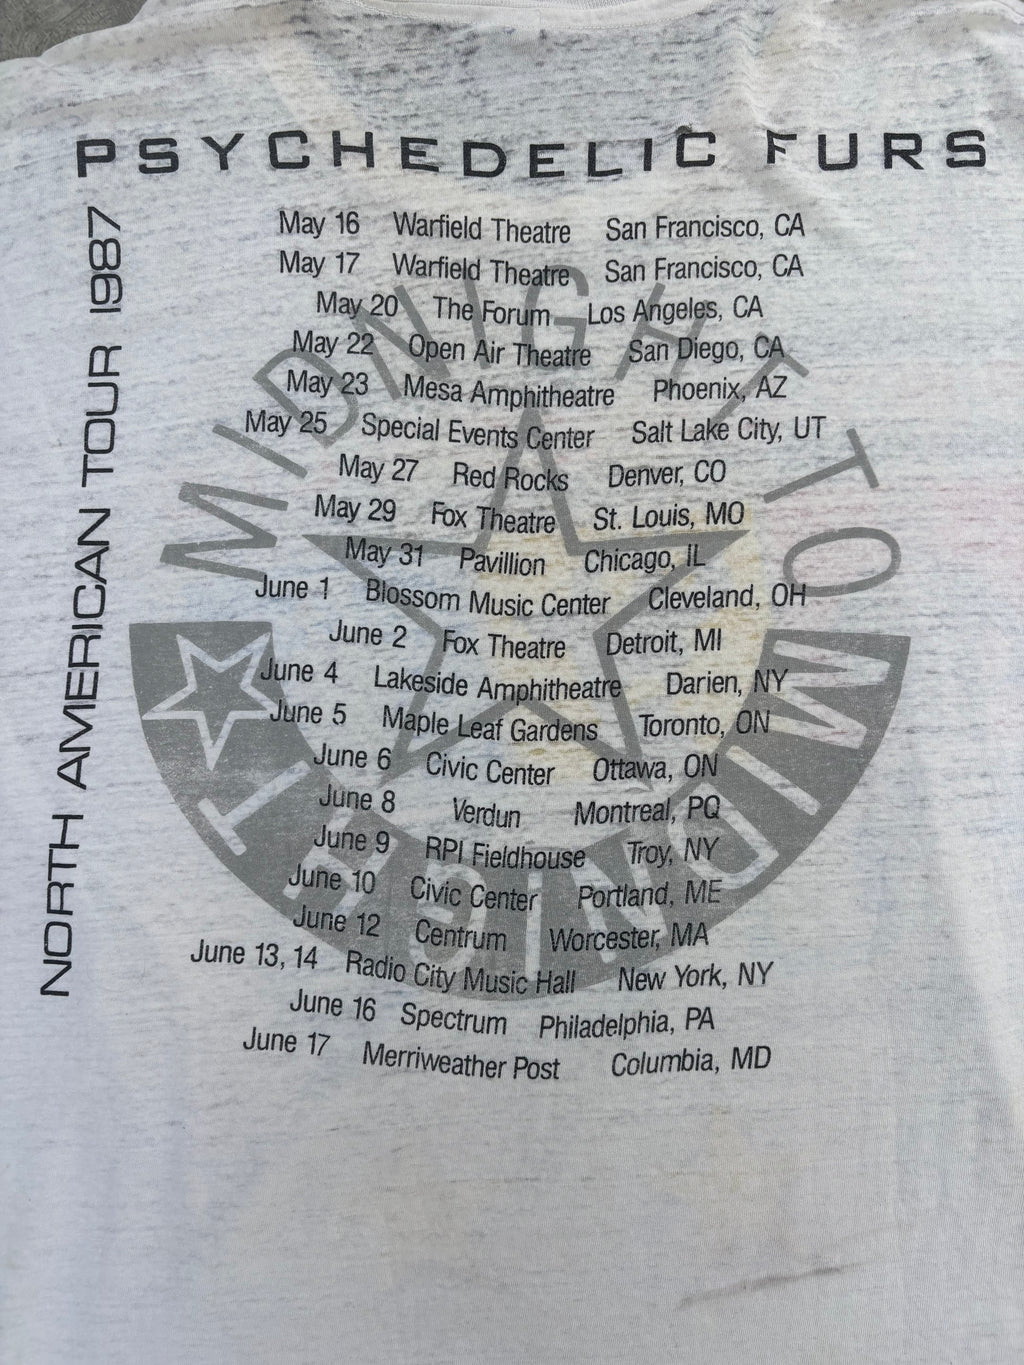 PSYCHEDELIC FURS
NORTH AMERICAN TOUR 1987
May 16 Warfield Theatre San Francisco, CA
May 17 Warfield Theatre San Francisco, CA
May 20 The Forum Los Angeles, CA
May 22 Open Air Theatre San Diego, CA
May 23 Mesa Amphitheatre Phoenix, AZ
May 25 Special Events Center Salt Lake City, UT
May 27 Red Rocks Denver, CO
May 29 Fox Theatre St. Louis, MO
May 31 Pavillion Chicago, IL
June 1 Blossom Music Center Cleveland, OH
June 2 Fox Theatre Detroit, MI
June 4 Lakeside Amphitheatre Darien, NY
June 5 Maple Leaf Gardens Toronto, ON
June 6 Civic Center Ottawa, ON
June 8 Verdun Montreal, PQ
June 9 RPI Fieldhouse Troy, NY
June 10 Civic Center Portland, ME
June 12 Centrum Worcester, MA
June 13, 14 Radio City Music Hall New York, NY
June 16 Spectrum Philadelphia, PA
June 17 Merriweather Post Columbia, MD
MIDNIGHT TO
MIDNIGHT